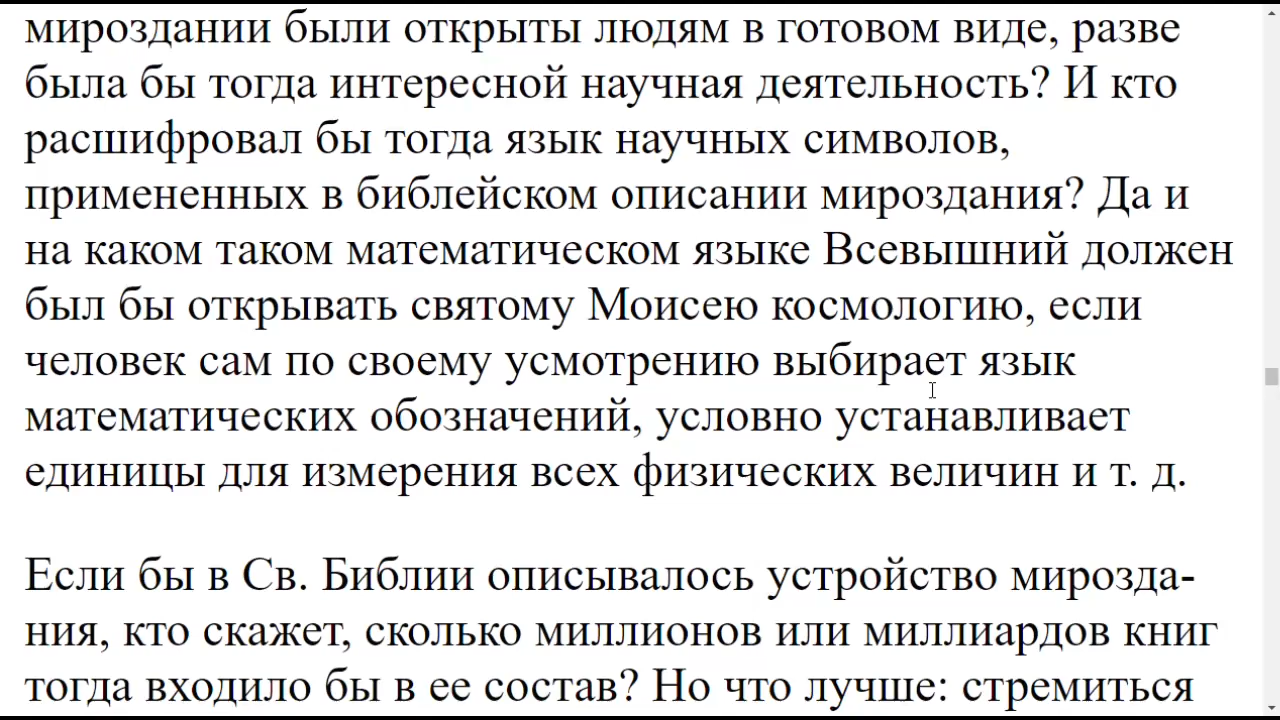 мироздании были открыты людям в готовом виде, разве
была бы тогда интересной научная деятельность? И кто
расшифровал бы тогда язык научных символов,
примененных в библейском описании мироздания? Да и
на каком таком математическом языке Всевышний должен
был бы открывать святому Моисею космологию, если
человек сам по своему усмотрению выбирает язык
математических обозначений, условно устанавливает
единицы для измерения всех физических величин и т. д.
Если бы в Св. Библии описывалось устройство мирозда-
ния, кто скажет, сколько миллионов или миллиардов книг
тогда входило бы в ее состав? Но что лучше: стремиться